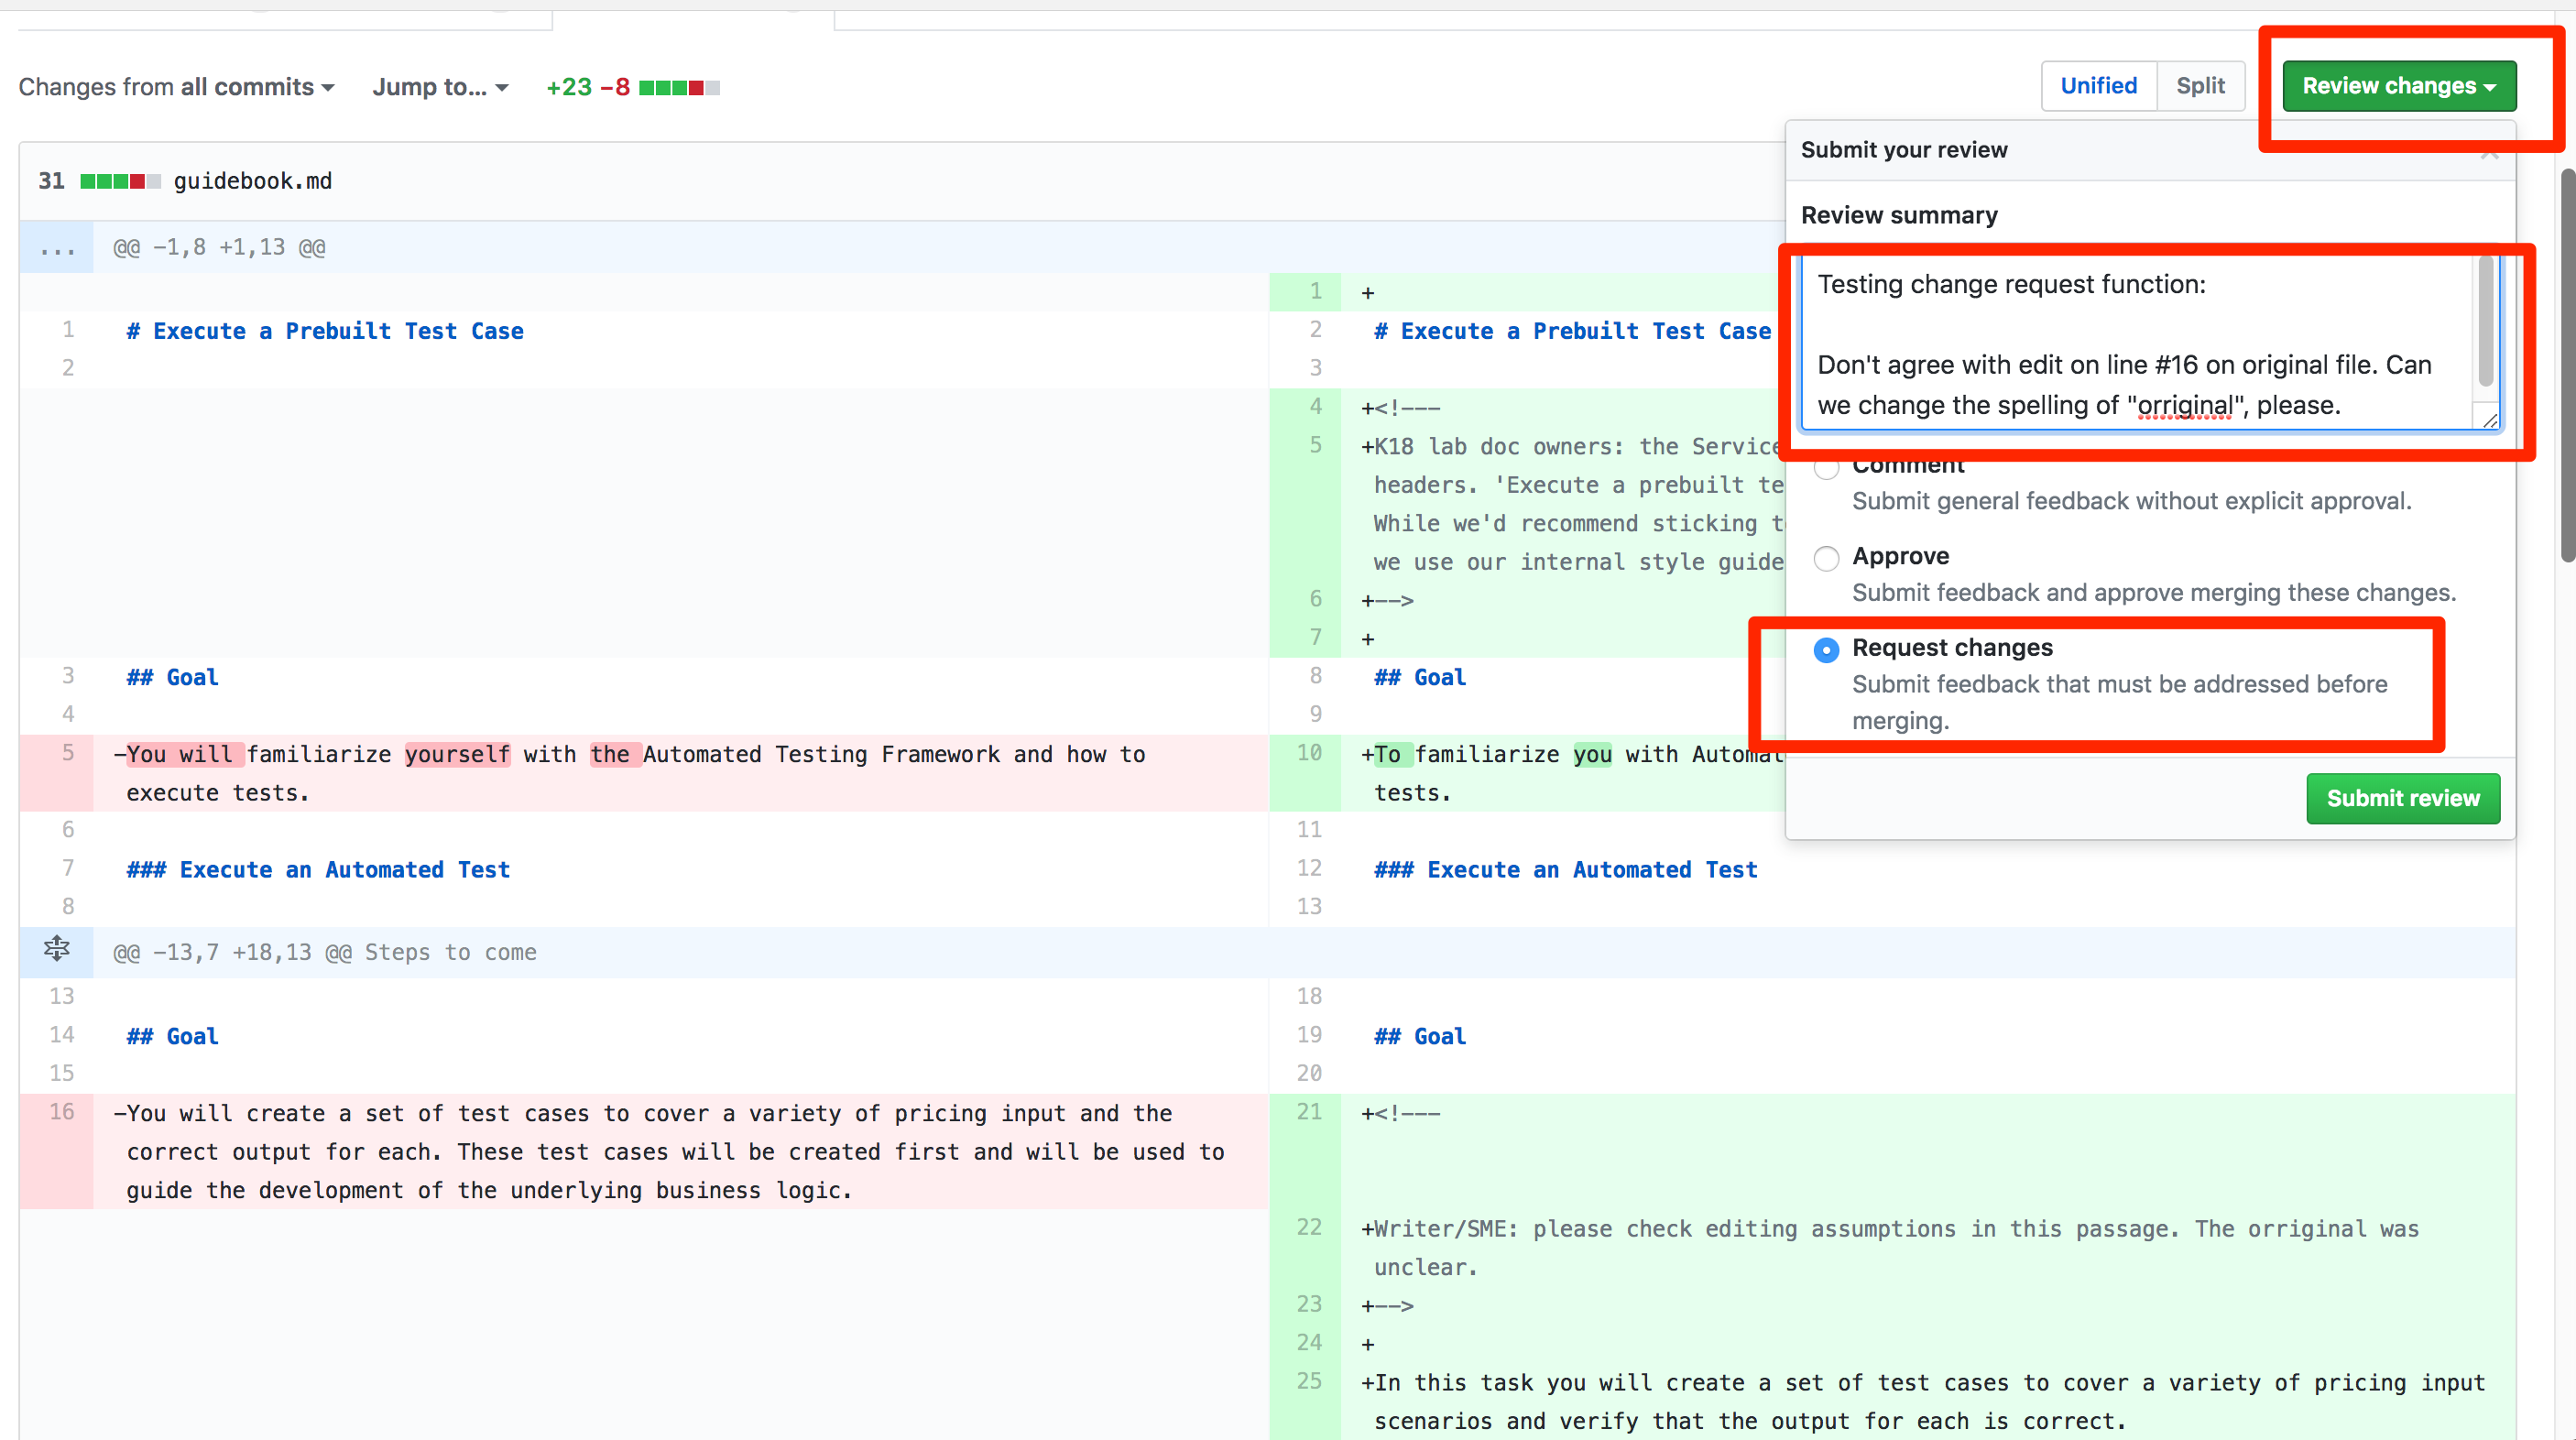 Changes from all commits Jump to... +23 −8
Unified Split Review changes
31 guidebook.md
... @@ -1,8 +1,13 @@
1 # Execute a Prebuilt Test Case
2
3 ## Goal
4
5 -You will familiarize yourself with the Automated Testing Framework and how to
execute tests.
6
7 ### Execute an Automated Test
8
@@ -13,7 +18,13 @@ Steps to come
13
14 ## Goal
15
16 -You will create a set of test cases to cover a variety of pricing input and the
correct output for each. These test cases will be created first and will be used to
guide the development of the underlying business logic.
1 +
2 # Execute a Prebuilt Test Case
3
4 +<!---
5 +K18 lab doc owners: the Service
headers. 'Execute a prebuilt te
While we'd recommend sticking t
we use our internal style guide
6 +-->
7 +
8 ## Goal
9
10 +To familiarize you with Automat
tests.
11
12 ### Execute an Automated Test
13
18
19 ## Goal
20
21 +<!---
22 +Writer/SME: please check editing assumptions in this passage. The orriginal was
unclear.
23 +-->
24 +
25 +In this task you will create a set of test cases to cover a variety of pricing input
scenarios and verify that the output for each is correct.
Submit your review
Review summary
Testing change request function:
Don't agree with edit on line #16 on original file. Can
we change the spelling of "orriginal", please.
Comment
Submit general feedback without explicit approval.
Approve
Submit feedback and approve merging these changes.
Request changes
Submit feedback that must be addressed before
merging.
Submit review